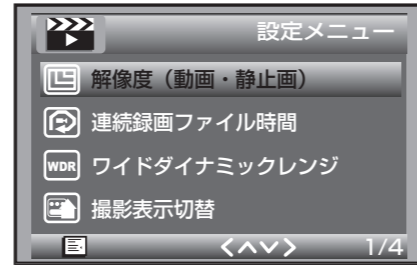 設定メニュー
解像度（動画・静止画）
連続録画ファイル時間
WDR ワイドダイナミックレンジ
撮影表示切替
1/4